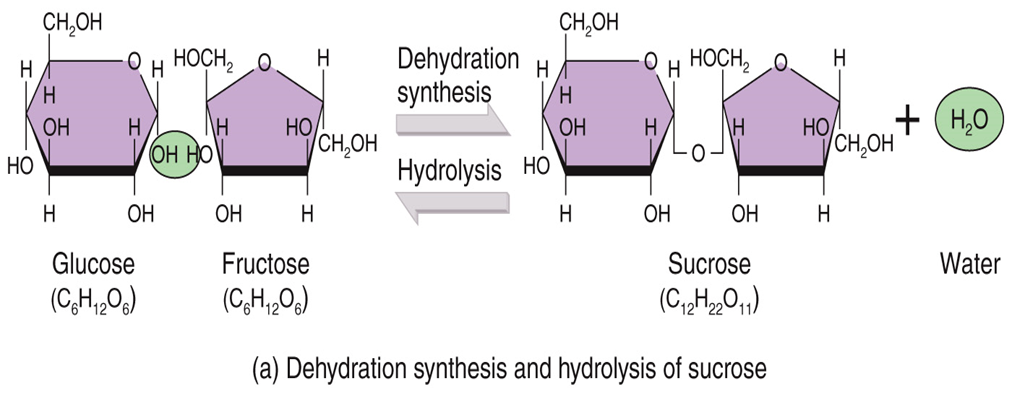 CH₂OH
H
O
H
H
OH
H
HO
H
OH
OH HO
Glucose
(C₆H₁₂O₆)
HOCH₂
O
H
H
HO
CH₂OH
OH
H
Fructose
(C₆H₁₂O₆)
Dehydration
synthesis
Hydrolysis
CH₂OH
H
O
H
H
OH
H
HO
H
OH
O
HOCH₂
O
H
H
HO
CH₂OH
OH
H
Sucrose
(C₁₂H₂₂O₁₁)
+
H₂O
Water
(a) Dehydration synthesis and hydrolysis of sucrose